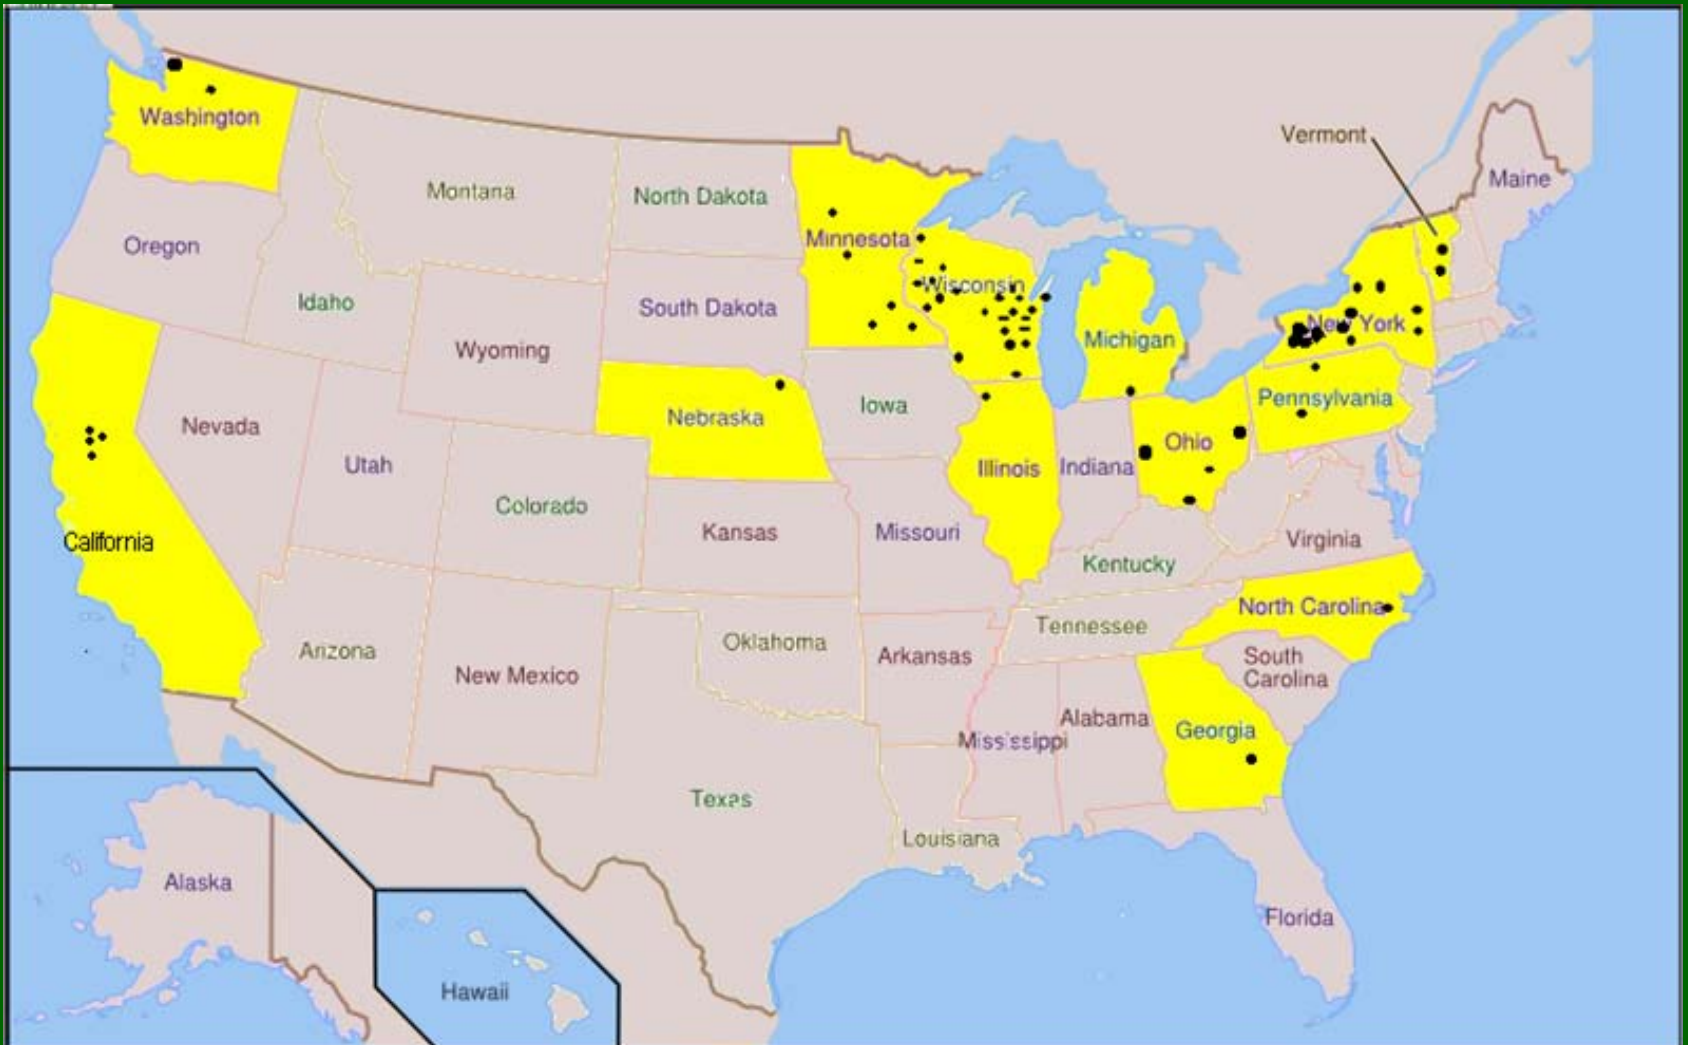 Vermont
Washington
Maine
Montana
North Dakota
Minnesota
Oregon
Wisconsin
Idaho
South Dakota
New York
Michigan
Wyoming
Pennsylvania
Iowa
Nebraska
Nevada
Ohio
Utah
Illinois
Indiana
Colorado
Kansas
Missouri
Virginia
California
Kentucky
North Carolina
Tennessee
Oklahoma
Arizona
Arkansas
South
Carolina
New Mexico
Alabama
Georgia
Mississippi
Texas
Louisiana
Alaska
Florida
Hawaii